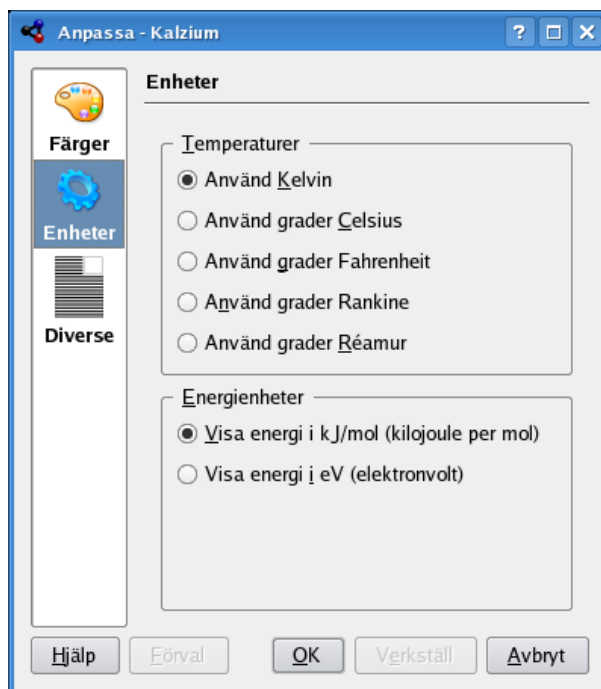 Anpassa - Kalzium
Färger
Enheter
Diverse
Enheter
Temperaturer
Använd Kelvin
Använd grader Celsius
Använd grader Fahrenheit
Använd grader Rankine
Använd grader Réamur
Energienheter
Visa energi i kJ/mol (kilojoule per mol)
Visa energi i eV (elektronvolt)
Hjälp
Förval
OK
Verkställ
Avbryt